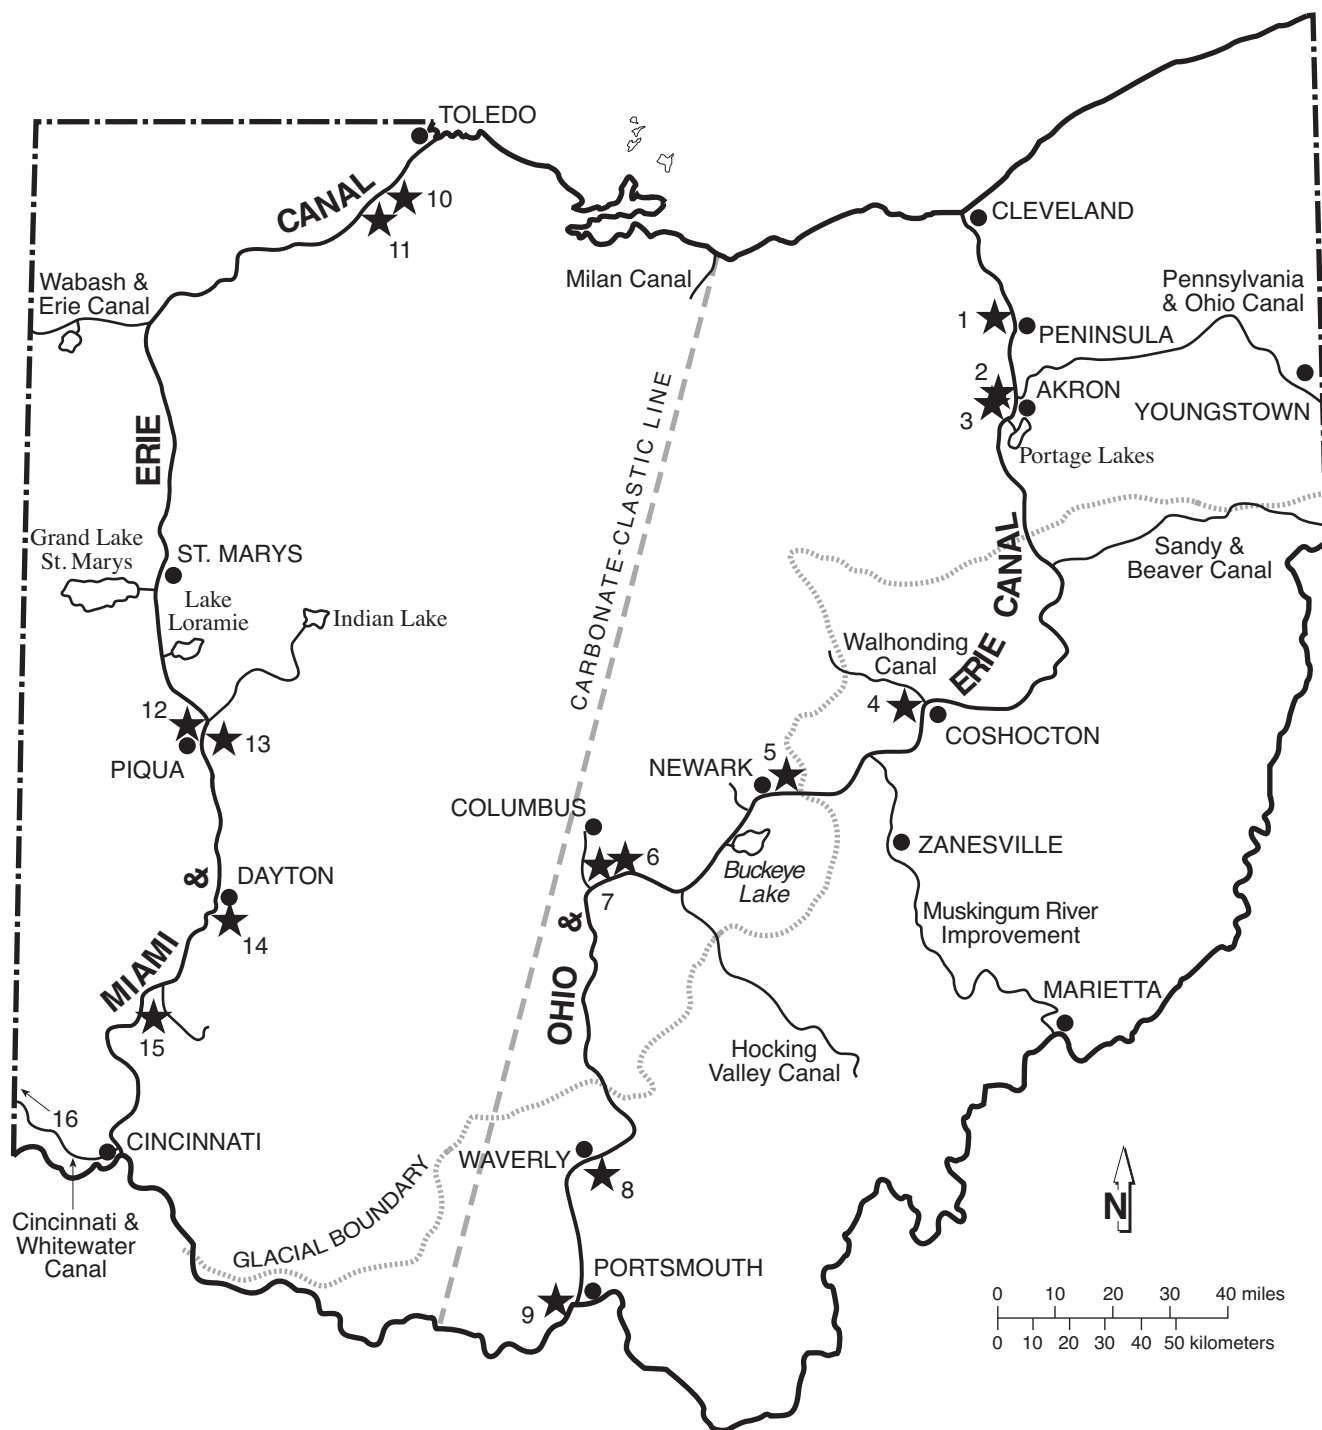 TOLEDO
CANAL
10
11
CLEVELAND
Milan Canal
Wabash &
Erie Canal
Pennsylvania
& Ohio Canal
1
PENINSULA
2
AKRON
3
YOUNGSTOWN
Portage Lakes
CARBONATE-CLASTIC LINE
ERIE
CANAL
ERIE
Grand Lake
St. Marys
ST. MARYS
Lake
Loramie
Indian Lake
Sandy &
Beaver Canal
Walhonding
Canal
4
COSHOCTON
12
13
PIQUA
5
NEWARK
COLUMBUS
6
7
ZANESVILLE
Buckeye
Lake
&
DAYTON
14
MIAMI
15
&
OHIO
Muskingum River
Improvement
MARIETTA
Hocking
Valley Canal
16
CINCINNATI
WAVERLY
8
Cincinnati &
Whitewater
Canal
GLACIAL BOUNDARY
N
PORTSMOUTH
9
0 10 20 30 40 miles
0 10 20 30 40 50 kilometers